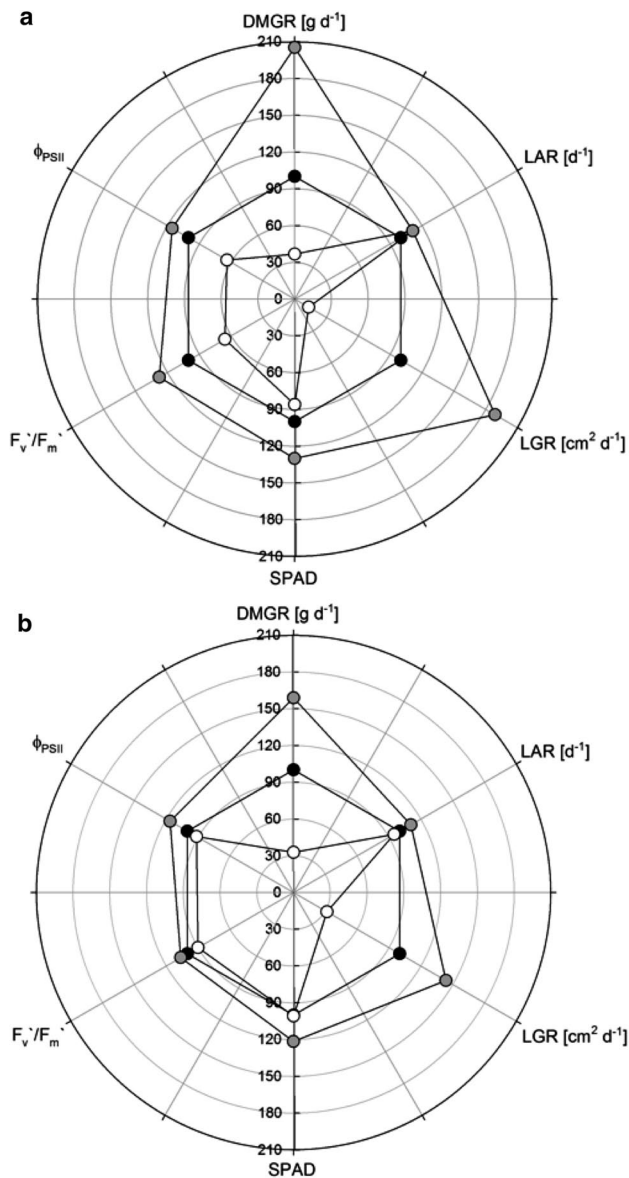 a
DMGR [g d⁻¹]
210
180
150
120
90
60
30
0
30
60
90
120
150
180
210
ϕPSII
LAR [d⁻¹]
Fv`/Fm`
LGR [cm² d⁻¹]
SPAD
b
DMGR [g d⁻¹]
210
180
150
120
90
60
30
0
30
60
90
120
150
180
210
ϕPSII
LAR [d⁻¹]
Fv`/Fm`
LGR [cm² d⁻¹]
SPAD